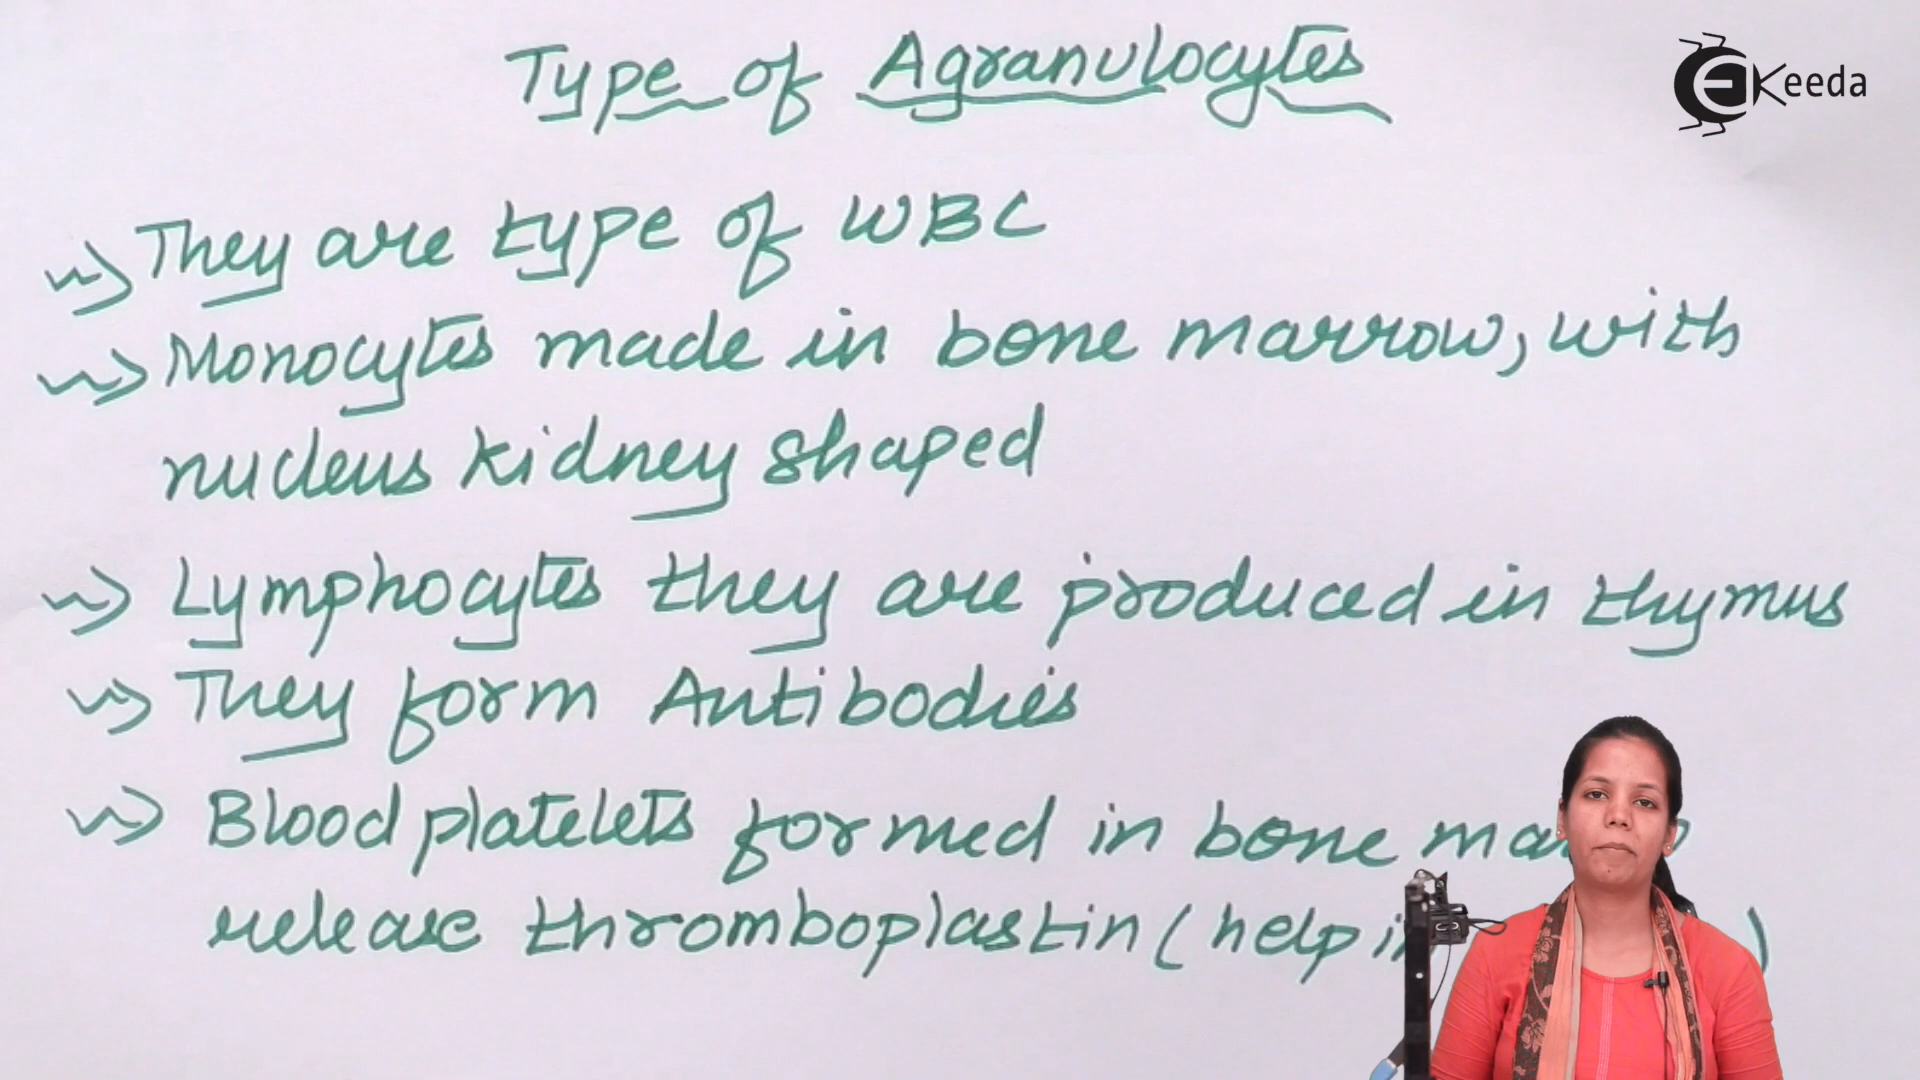 Type of Agranulocytes
EKeeda
They are type of WBC
Monocytes made in bone marrow, with
nucleus kidney shaped
Lymphocytes they are produced in thymus
They form Antibodies
Blood platelets formed in bone
release thromboplastin (help in )